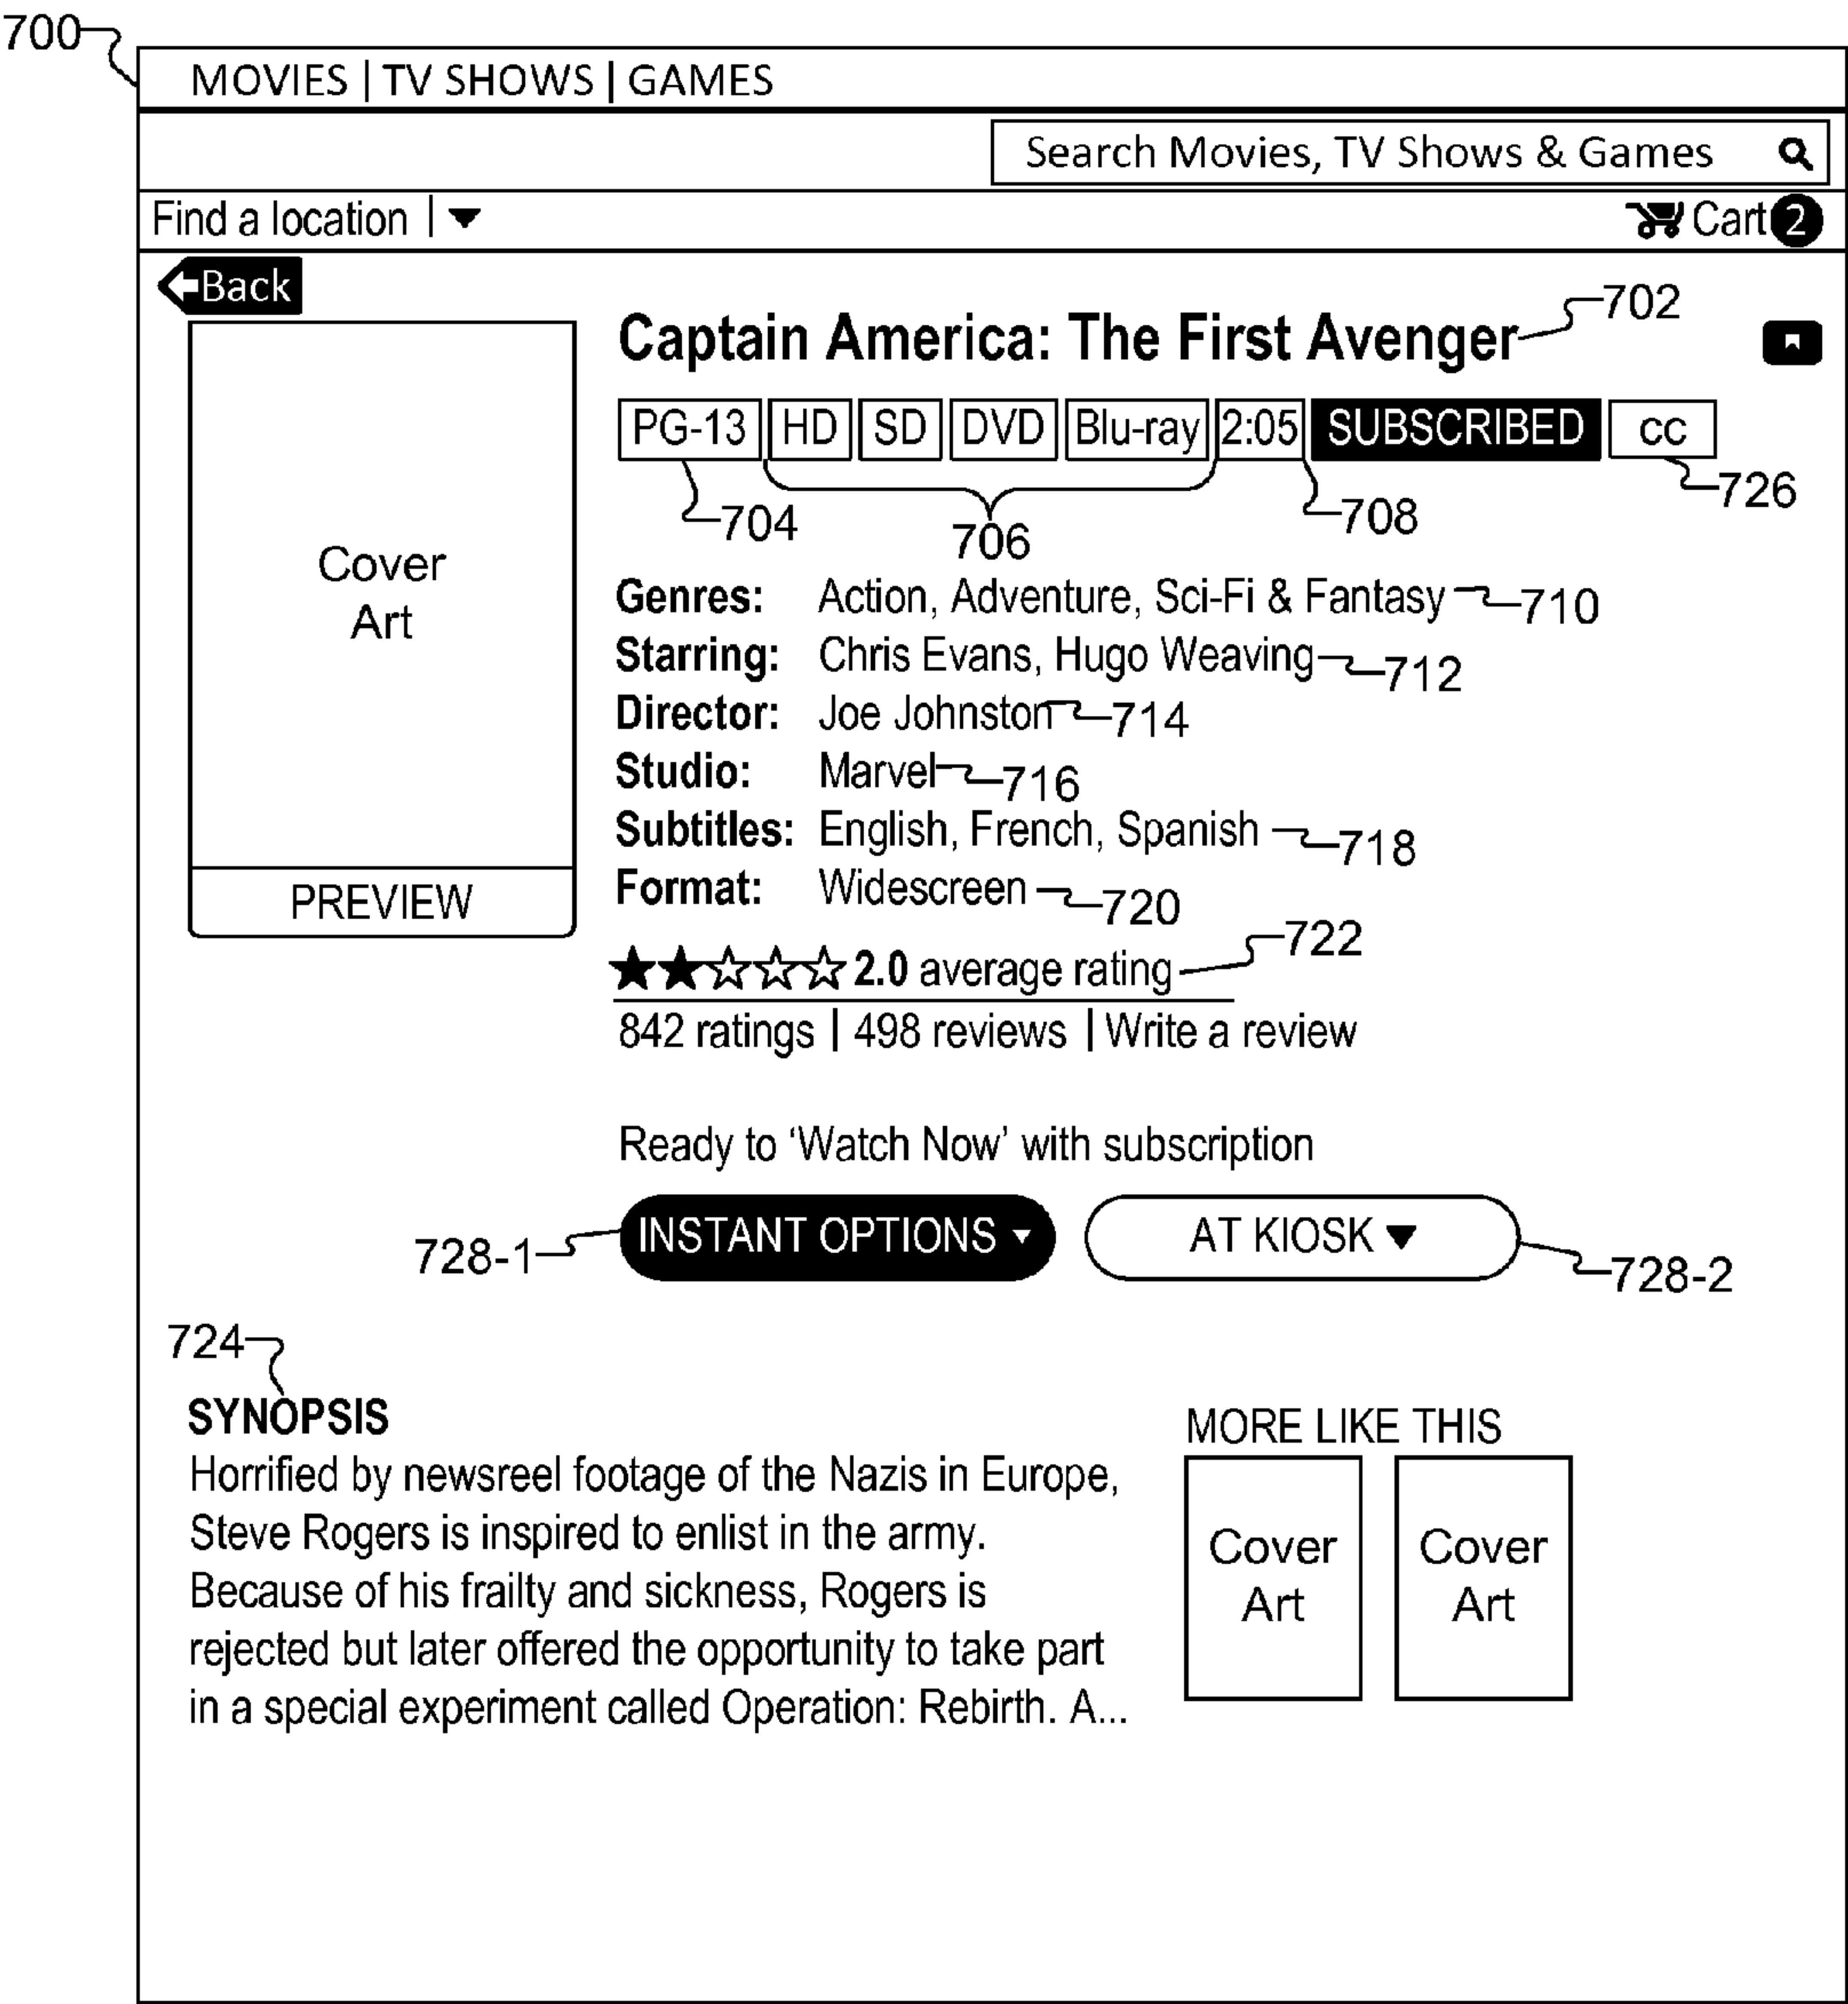 700
MOVIES | TV SHOWS | GAMES
Search Movies, TV Shows & Games
Find a location
Cart 2
Back
Captain America: The First Avenger 702
PG-13 HD SD DVD Blu-ray 2:05 SUBSCRIBED cc
704 706 708 726
Cover
Art
PREVIEW
Genres: Action, Adventure, Sci-Fi & Fantasy 710
Starring: Chris Evans, Hugo Weaving 712
Director: Joe Johnston 714
Studio: Marvel 716
Subtitles: English, French, Spanish 718
Format: Widescreen 720
2.0 average rating 722
842 ratings | 498 reviews | Write a review
Ready to ‘Watch Now’ with subscription
728-1 INSTANT OPTIONS AT KIOSK 728-2
724
SYNOPSIS
Horrified by newsreel footage of the Nazis in Europe,
Steve Rogers is inspired to enlist in the army.
Because of his frailty and sickness, Rogers is
rejected but later offered the opportunity to take part
in a special experiment called Operation: Rebirth. A...
MORE LIKE THIS
Cover
Art
Cover
Art